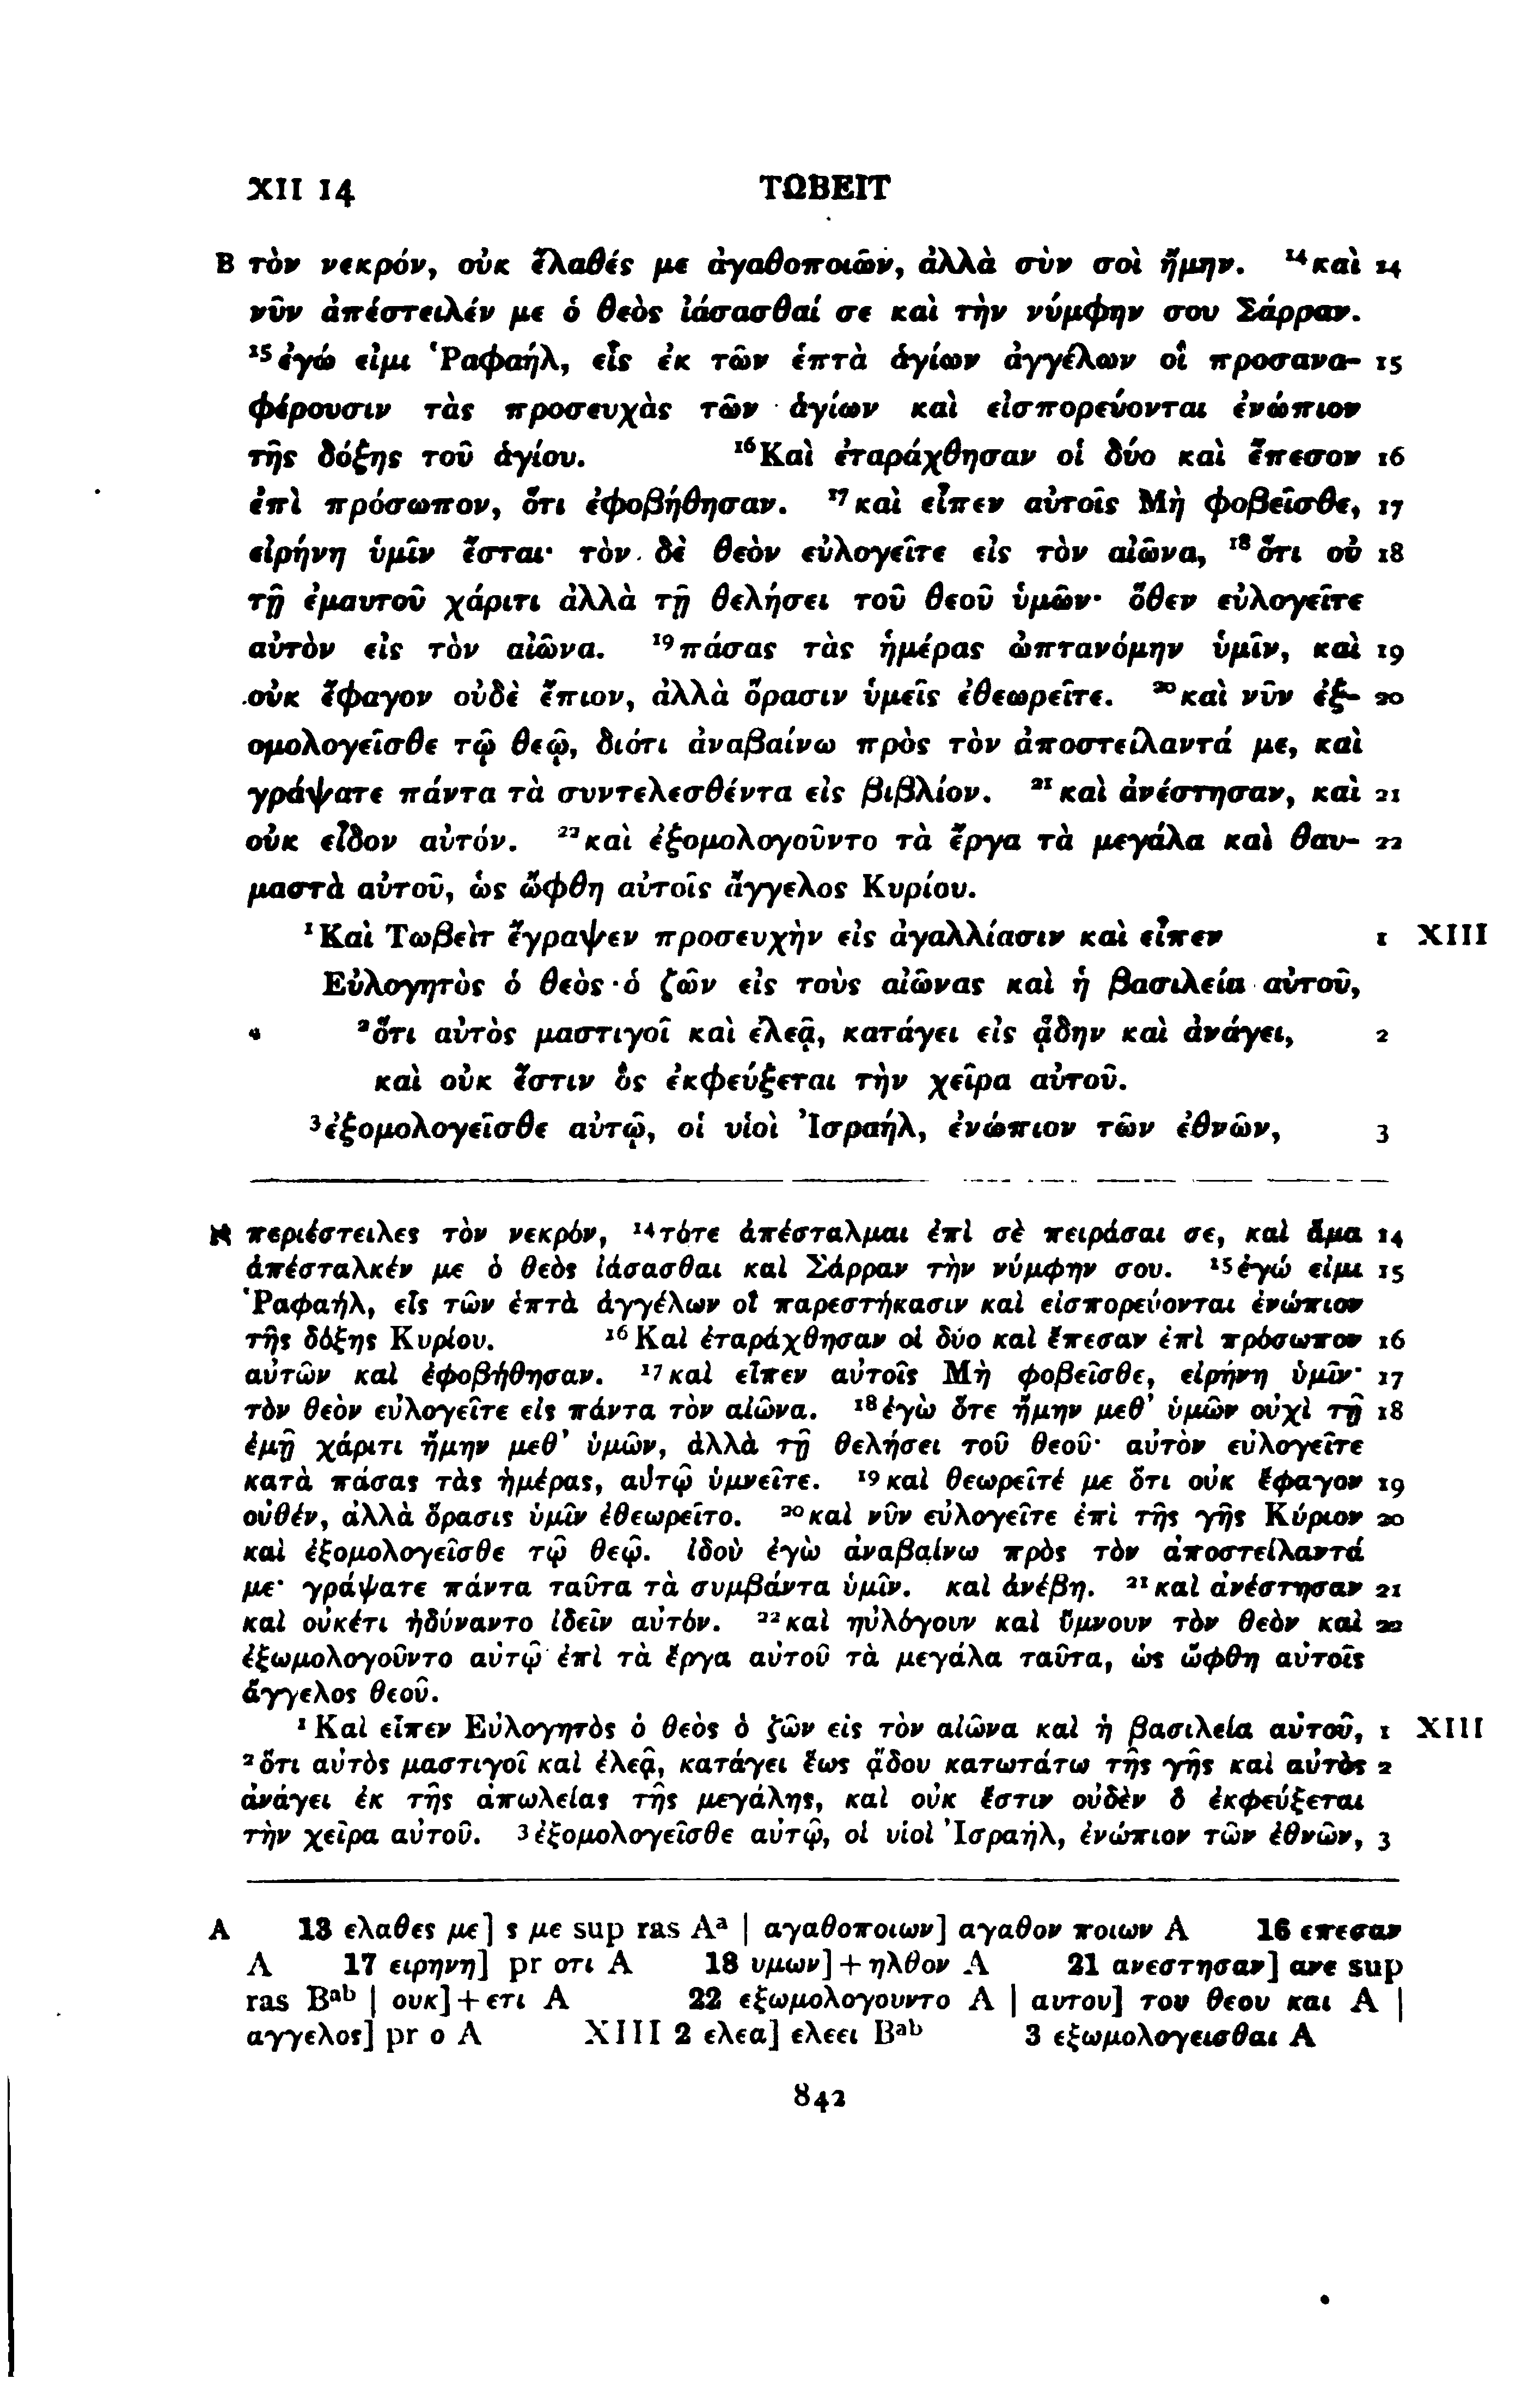 XII 14 ΤΩΒΕΙΤ
B τὸν νεκρόν, οὐκ ἔλαθές με ἀγαθοποιῶν, ἀλλὰ σὺν σοὶ ἤμην. ¹⁴καὶ 14
νῦν ἀπέστειλέν με ὁ θεὸς ἰάσασθαί σε καὶ τὴν νύμφην σου Σάρραν.
¹⁵ἐγώ εἰμι Ῥαφαήλ, εἷς ἐκ τῶν ἑπτὰ ἁγίων ἀγγέλων οἳ προσανα- 15
φέρουσιν τὰς προσευχὰς τῶν ἁγίων καὶ εἰσπορεύονται ἐνώπιον
τῆς δόξης τοῦ ἁγίου. ¹⁶Καὶ ἐταράχθησαν οἱ δύο καὶ ἔπεσον 16
ἐπὶ πρόσωπον, ὅτι ἐφοβήθησαν. ¹⁷καὶ εἶπεν αὐτοῖς Μὴ φοβεῖσθε, 17
εἰρήνη ὑμῖν ἔσται· τὸν δὲ θεὸν εὐλογεῖτε εἰς τὸν αἰῶνα, ¹⁸ὅτι οὐ 18
τῇ ἐμαυτοῦ χάριτι ἀλλὰ τῇ θελήσει τοῦ θεοῦ ὑμῶν· ὅθεν εὐλογεῖτε
αὐτὸν εἰς τὸν αἰῶνα. ¹⁹πάσας τὰς ἡμέρας ὠπτανόμην ὑμῖν, καὶ 19
οὐκ ἔφαγον οὐδὲ ἔπιον, ἀλλὰ ὅρασιν ὑμεῖς ἐθεωρεῖτε. ²⁰καὶ νῦν ἐξ- 20
ομολογεῖσθε τῷ θεῷ, διότι ἀναβαίνω πρὸς τὸν ἀποστείλαντά με, καὶ
γράψατε πάντα τὰ συντελεσθέντα εἰς βιβλίον. ²¹καὶ ἀνέστησαν, καὶ 21
οὐκ εἶδον αὐτόν. ²²καὶ ἐξομολογοῦντο τὰ ἔργα τὰ μεγάλα καὶ θαυ- 22
μαστὰ αὐτοῦ, ὡς ὤφθη αὐτοῖς ἄγγελος Κυρίου.
¹Καὶ Τωβεὶτ ἔγραψεν προσευχὴν εἰς ἀγαλλίασιν καὶ εἶπεν 1 XIII
Εὐλογητὸς ὁ θεὸς ὁ ζῶν εἰς τοὺς αἰῶνας καὶ ἡ βασιλεία αὐτοῦ,
²ὅτι αὐτὸς μαστιγοῖ καὶ ἐλεᾷ, κατάγει εἰς ᾅδην καὶ ἀνάγει, 2
καὶ οὐκ ἔστιν ὃς ἐκφεύξεται τὴν χεῖρα αὐτοῦ.
³ἐξομολογεῖσθε αὐτῷ, οἱ υἱοὶ Ἰσραήλ, ἐνώπιον τῶν ἐθνῶν, 3
א περιέστειλες τὸν νεκρόν, ¹⁴τότε ἀπέσταλμαι ἐπὶ σὲ πειράσαι σε, καὶ ἅμα 14
ἀπέσταλκέν με ὁ θεὸς ἰάσασθαι καὶ Σάρραν τὴν νύμφην σου. ¹⁵ἐγώ εἰμι 15
Ῥαφαήλ, εἷς τῶν ἑπτὰ ἀγγέλων οἳ παρεστήκασιν καὶ εἰσπορεύονται ἐνώπιον
τῆς δόξης Κυρίου. ¹⁶Καὶ ἐταράχθησαν οἱ δύο καὶ ἔπεσαν ἐπὶ πρόσωπον 16
αὐτῶν καὶ ἐφοβήθησαν. ¹⁷καὶ εἶπεν αὐτοῖς Μὴ φοβεῖσθε, εἰρήνη ὑμῖν· 17
τὸν θεὸν εὐλογεῖτε εἰς πάντα τὸν αἰῶνα. ¹⁸ἐγὼ ὅτε ἤμην μεθ’ ὑμῶν οὐχὶ τῇ 18
ἐμῇ χάριτι ἤμην μεθ’ ὑμῶν, ἀλλὰ τῇ θελήσει τοῦ θεοῦ· αὐτὸν εὐλογεῖτε
κατὰ πάσας τὰς ἡμέρας, αὐτῷ ὑμνεῖτε. ¹⁹καὶ θεωρεῖτέ με ὅτι οὐκ ἔφαγον 19
οὐθέν, ἀλλὰ ὅρασις ὑμῖν ἐθεωρεῖτο. ²⁰καὶ νῦν εὐλογεῖτε ἐπὶ τῆς γῆς Κύριον 20
καὶ ἐξομολογεῖσθε τῷ θεῷ. ἰδοὺ ἐγὼ ἀναβαίνω πρὸς τὸν ἀποστείλαντά
με· γράψατε πάντα ταῦτα τὰ συμβάντα ὑμῖν. καὶ ἀνέβη. ²¹καὶ ἀνέστησαν 21
καὶ οὐκέτι ἠδύναντο ἰδεῖν αὐτόν. ²²καὶ ηὐλόγουν καὶ ὕμνουν τὸν θεὸν καὶ 22
ἐξωμολογοῦντο αὐτῷ ἐπὶ τὰ ἔργα αὐτοῦ τὰ μεγάλα ταῦτα, ὡς ὤφθη αὐτοῖς
ἄγγελος θεοῦ.
¹Καὶ εἶπεν Εὐλογητὸς ὁ θεὸς ὁ ζῶν εἰς τὸν αἰῶνα καὶ ἡ βασιλεία αὐτοῦ, 1 XIII
²ὅτι αὐτὸς μαστιγοῖ καὶ ἐλεᾷ, κατάγει ἕως ᾅδου κατωτάτω τῆς γῆς καὶ αὐτὸς 2
ἀνάγει ἐκ τῆς ἀπωλείας τῆς μεγάλης, καὶ οὐκ ἔστιν οὐδὲν ὃ ἐκφεύξεται
τὴν χεῖρα αὐτοῦ. ³ἐξομολογεῖσθε αὐτῷ, οἱ υἱοὶ Ἰσραήλ, ἐνώπιον τῶν ἐθνῶν, 3
A 13 ελαθες με] ς με sup ras Aᵃ | αγαθοποιων] αγαθον ποιων A 16 επεσαν
A 17 ειρηνη] pr οτι A 18 υμων] + ηλθον A 21 ανεστησαν] ανε sup
ras Bᵃᵇ | ουκ] + ετι A 22 εξωμολογουντο A | αυτου] του θεου και A |
αγγελος] pr ο A XIII 2 ελεα] ελεει Bᵃᵇ 3 εξωμολογεισθαι A
842